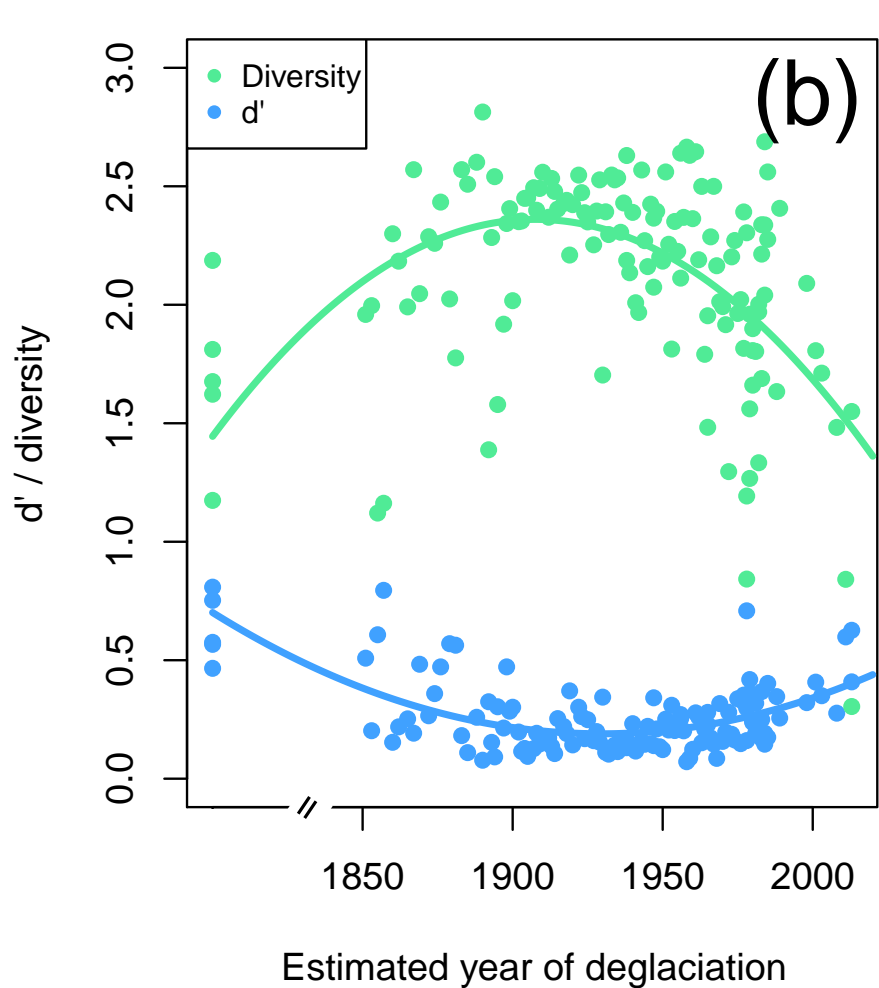 (b)
Diversity
d'
d' / diversity
3.0
2.5
2.0
1.5
1.0
0.5
0.0
//
1850 1900 1950 2000
Estimated year of deglaciation